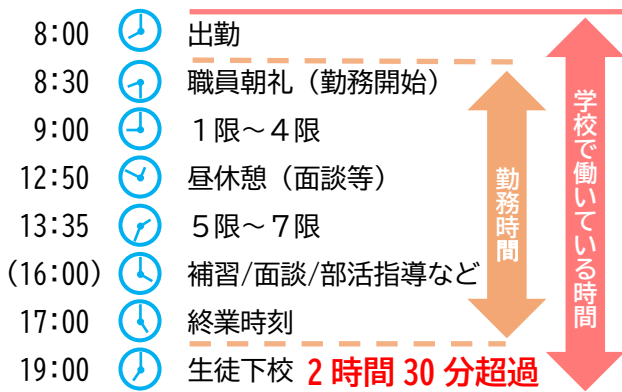 8:00 出勤
8:30 職員朝礼（勤務開始）
9:00 １限～４限
12:50 昼休憩（面談等）
13:35 ５限～７限
(16:00) 補習/面談/部活指導など
17:00 終業時刻
19:00 生徒下校 2時間30分超過
勤務時間
学校で働いている時間